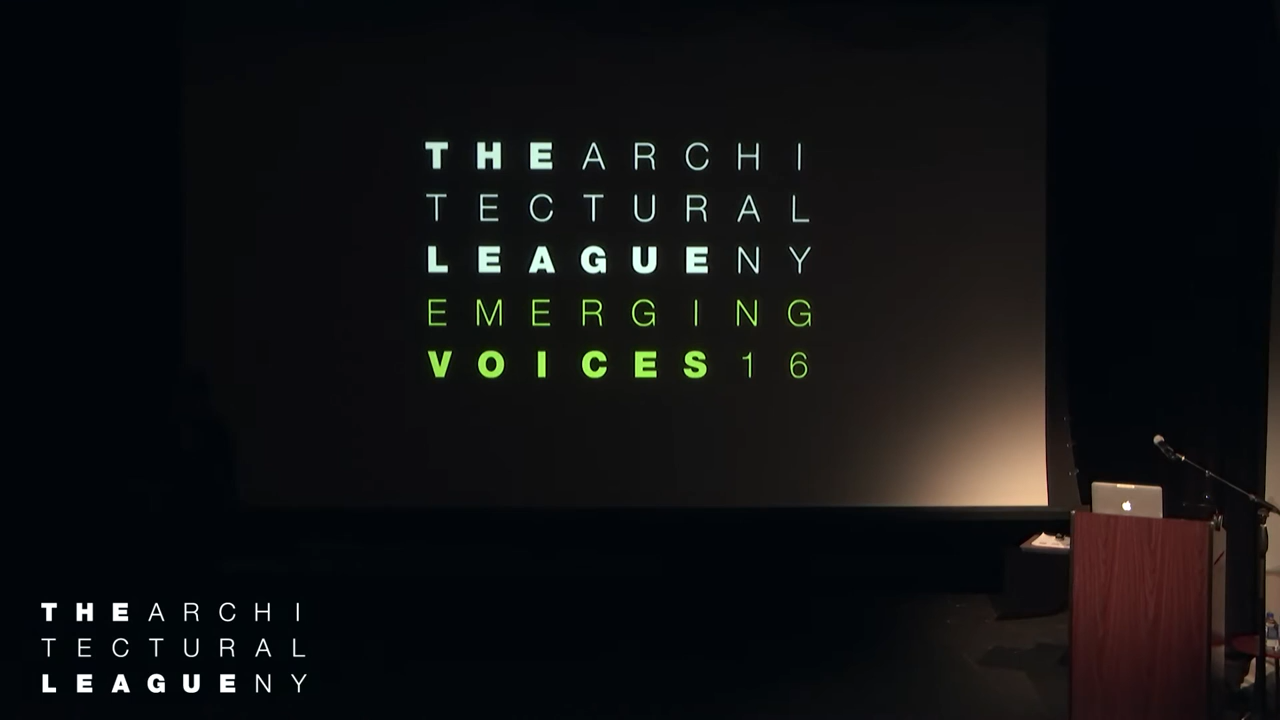 THEARCHI
TECTURAL
LEAGUENY
EMERGING
VOICES16
THEARCHI
TECTURAL
LEAGUENY